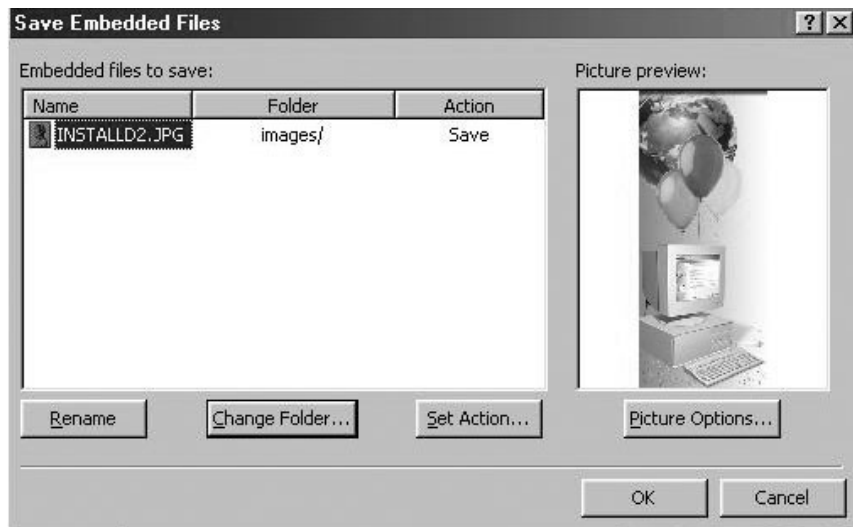 Save Embedded Files
Embedded files to save:
Picture preview:
Name Folder Action
INSTALLD2.JPG images/ Save
Rename Change Folder... Set Action... Picture Options...
OK Cancel